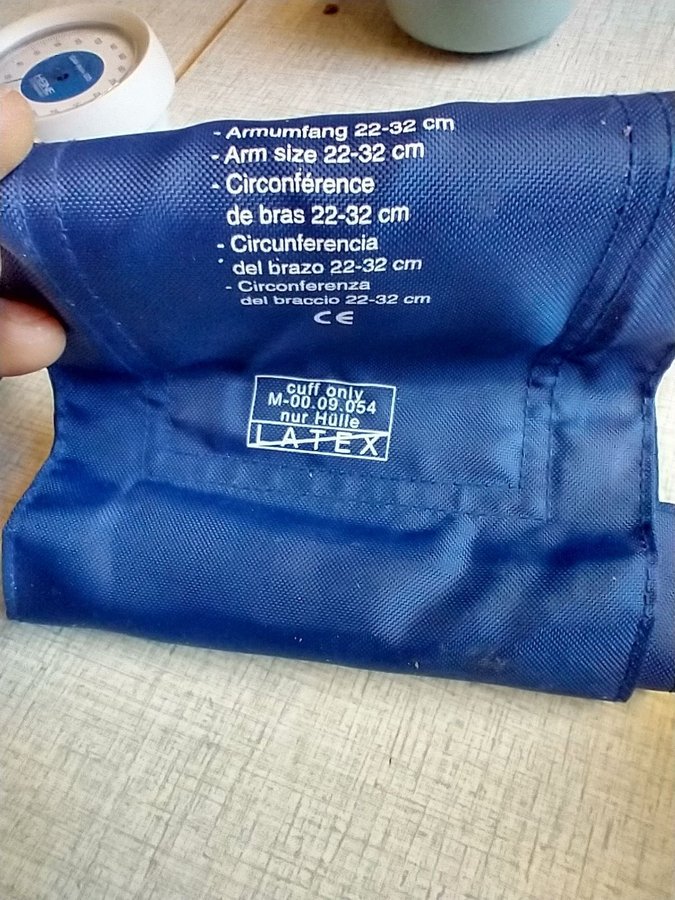 HEINE
- Armumfang 22-32 cm
- Arm size 22-32 cm
- Circonférence
de bras 22-32 cm
- Circunferencia
del brazo 22-32 cm
- Circonferenza
del braccio 22-32 cm
CE
cuff only
M-00.09.054
nur Hülle
LATEX